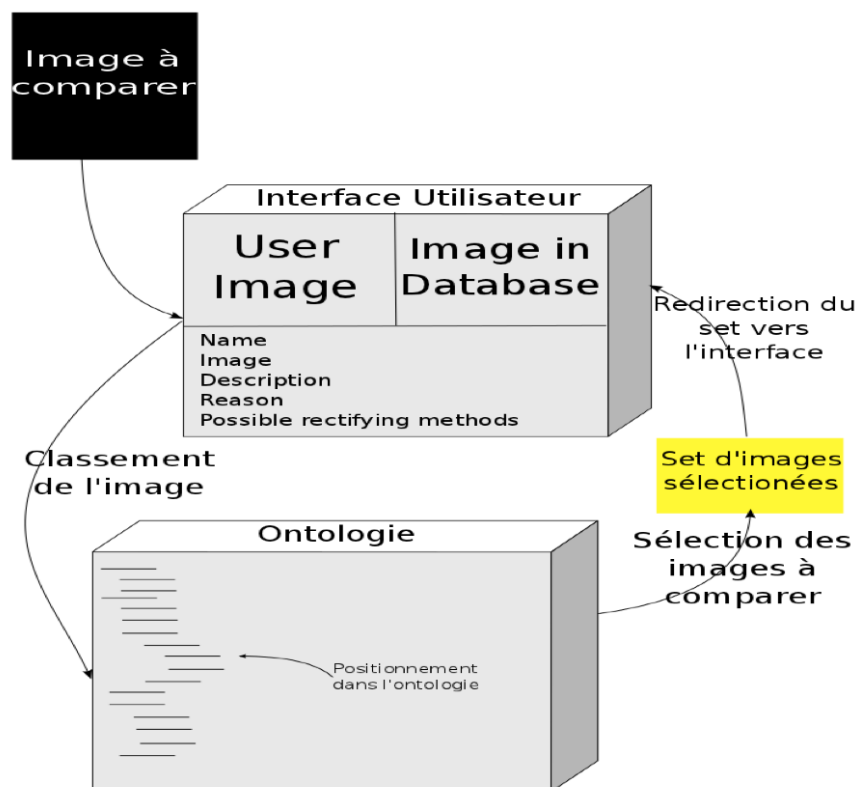 Image à
comparer
Interface Utilisateur
User
Image
Image in
Database
Name
Image
Description
Reason
Possible rectifying methods
Redirection du
set vers
l'interface
Classement
de l'image
Set d'images
sélectionées
Sélection des
images à
comparer
Ontologie
Positionnement
dans l'ontologie